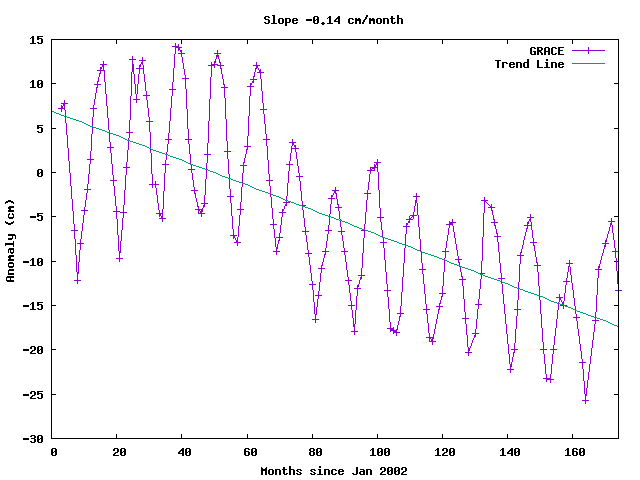 Slope -0.14 cm/month
GRACE
Trend Line
15
10
5
0
-5
-10
-15
-20
-25
-30
Anomaly (cm)
0 20 40 60 80 100 120 140 160
Months since Jan 2002